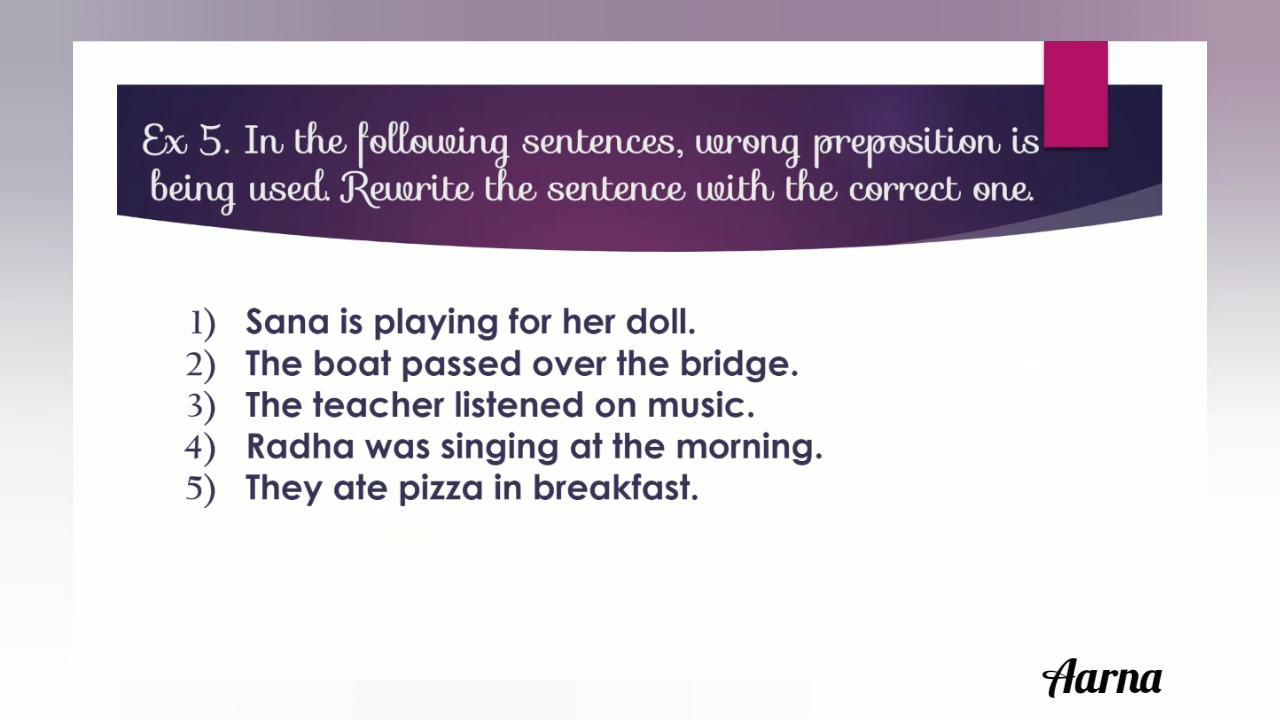 Ex 5. In the following sentences, wrong preposition is
being used. Rewrite the sentence with the correct one.
1) Sana is playing for her doll.
2) The boat passed over the bridge.
3) The teacher listened on music.
4) Radha was singing at the morning.
5) They ate pizza in breakfast.
Aarna